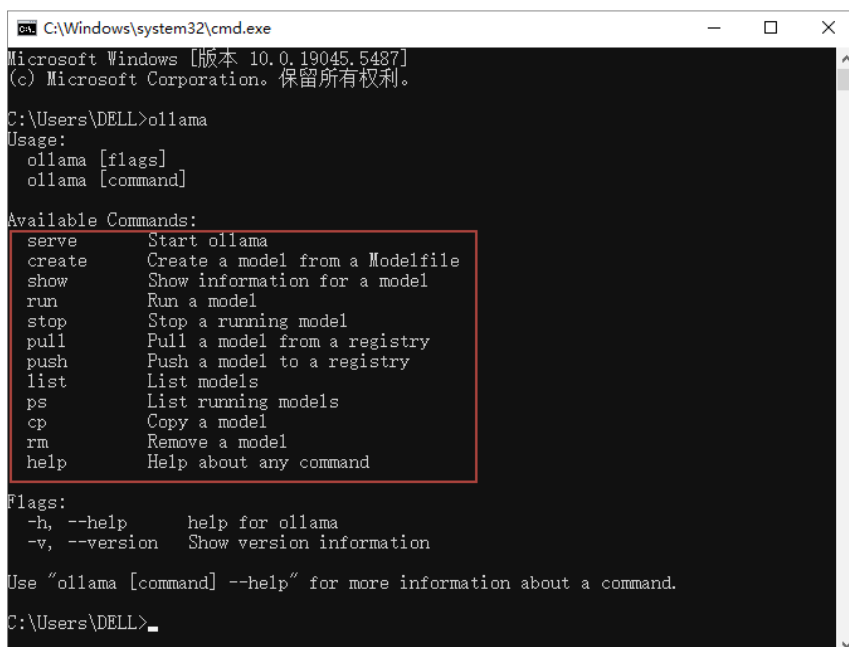 C:\Windows\system32\cmd.exe
Microsoft Windows [版本 10.0.19045.5487]
(c) Microsoft Corporation。保留所有权利。
C:\Users\DELL>ollama
Usage:
  ollama [flags]
  ollama [command]
Available Commands:
  serve       Start ollama
  create      Create a model from a Modelfile
  show        Show information for a model
  run         Run a model
  stop        Stop a running model
  pull        Pull a model from a registry
  push        Push a model to a registry
  list        List models
  ps          List running models
  cp          Copy a model
  rm          Remove a model
  help        Help about any command
Flags:
  -h, --help      help for ollama
  -v, --version   Show version information
Use "ollama [command] --help" for more information about a command.
C:\Users\DELL>